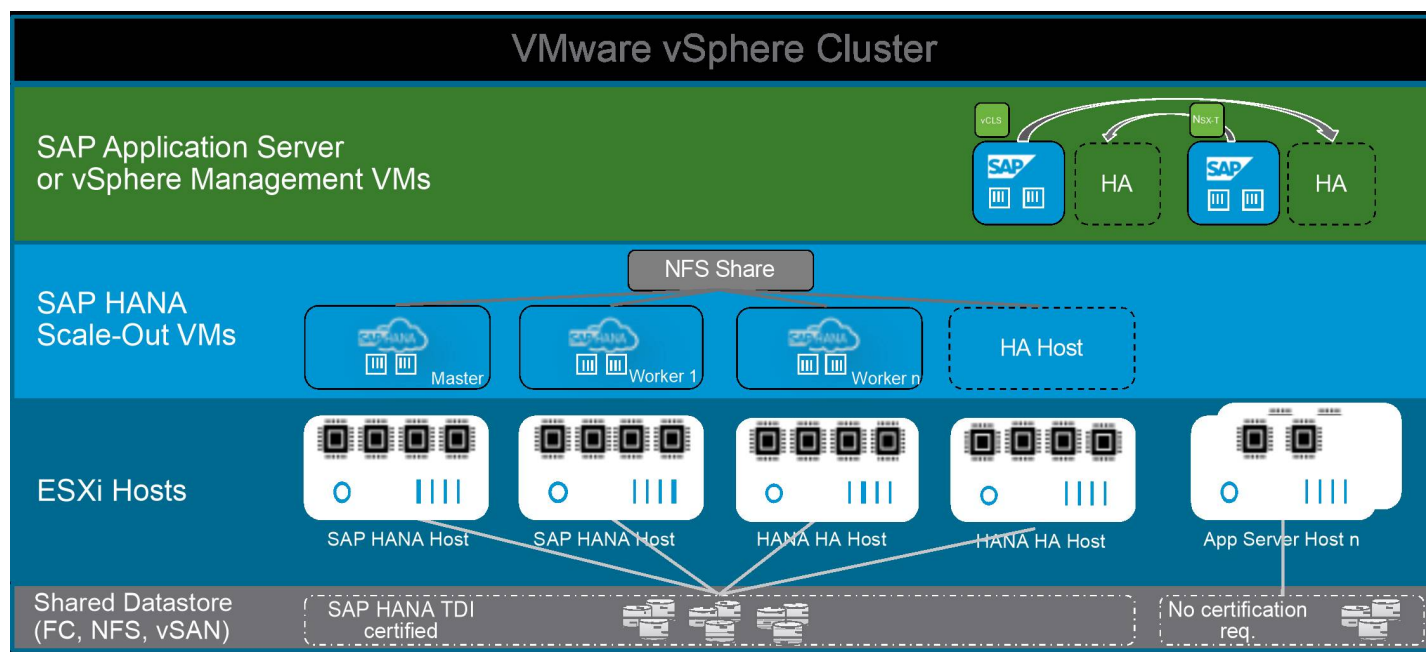 VMware vSphere Cluster
SAP Application Server
or vSphere Management VMs
vCLS
SAP
HA
NSX-T
SAP
HA
NFS Share
SAP HANA
Scale-Out VMs
SAP HANA
Master
SAP HANA
Worker 1
SAP HANA
Worker n
HA Host
ESXi Hosts
SAP HANA Host
SAP HANA Host
HANA HA Host
HANA HA Host
App Server Host n
Shared Datastore
(FC, NFS, vSAN)
SAP HANA TDI
certified
No certification
req.